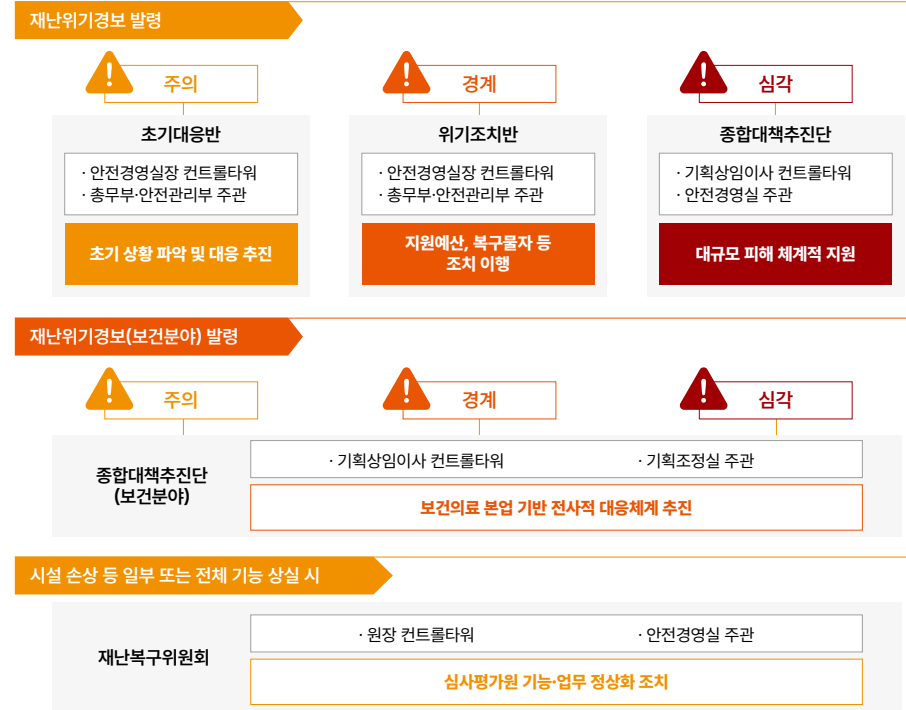 재난위기경보 발령
주의
경계
심각
초기대응반
· 안전경영실장 컨트롤타워
· 총무부·안전관리부 주관
초기 상황 파악 및 대응 추진
위기조치반
· 안전경영실장 컨트롤타워
· 총무부·안전관리부 주관
지원예산, 복구물자 등
조치 이행
종합대책추진단
· 기획상임이사 컨트롤타워
· 안전경영실 주관
대규모 피해 체계적 지원
재난위기경보(보건분야) 발령
주의
경계
심각
종합대책추진단
(보건분야)
· 기획상임이사 컨트롤타워
· 기획조정실 주관
보건의료 본업 기반 전사적 대응체계 추진
시설 손상 등 일부 또는 전체 기능 상실 시
재난복구위원회
· 원장 컨트롤타워
· 안전경영실 주관
심사평가원 기능·업무 정상화 조치